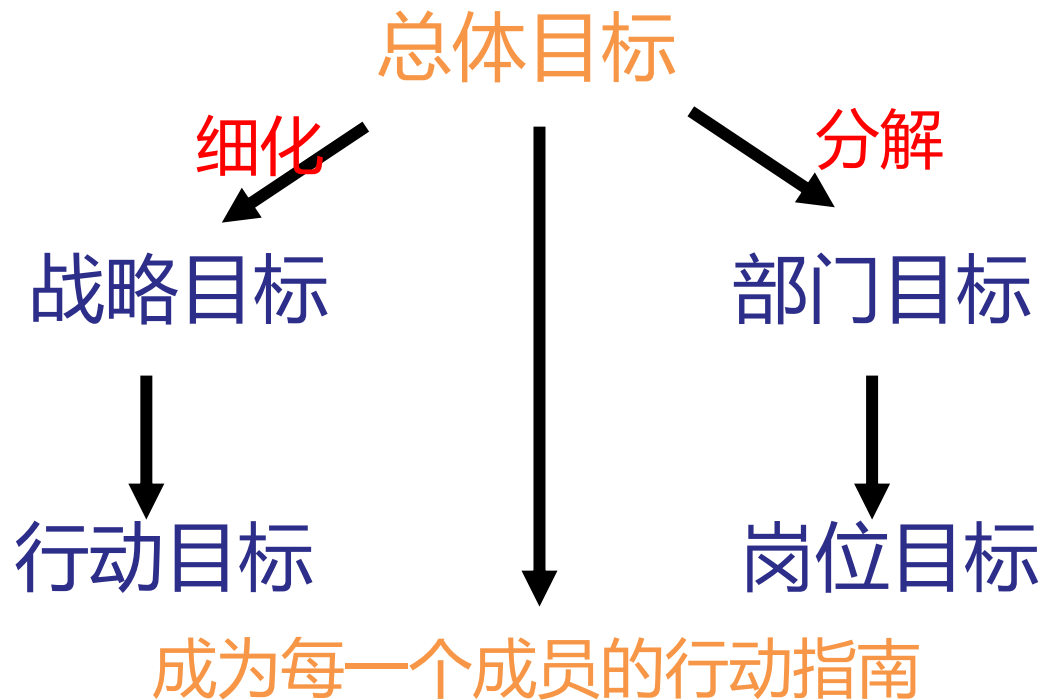 总体目标
细化
分解
战略目标
部门目标
行动目标
岗位目标
成为每一个成员的行动指南